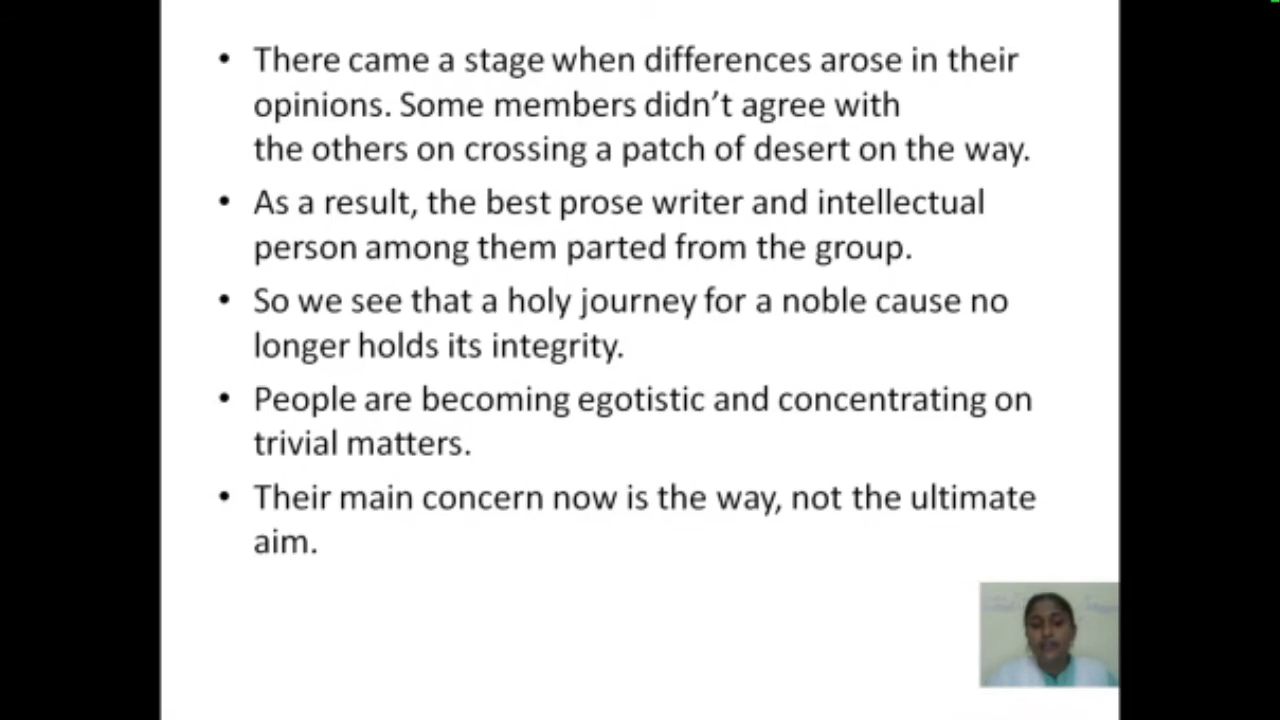 • There came a stage when differences arose in their
opinions. Some members didn’t agree with
the others on crossing a patch of desert on the way.
• As a result, the best prose writer and intellectual
person among them parted from the group.
• So we see that a holy journey for a noble cause no
longer holds its integrity.
• People are becoming egotistic and concentrating on
trivial matters.
• Their main concern now is the way, not the ultimate
aim.